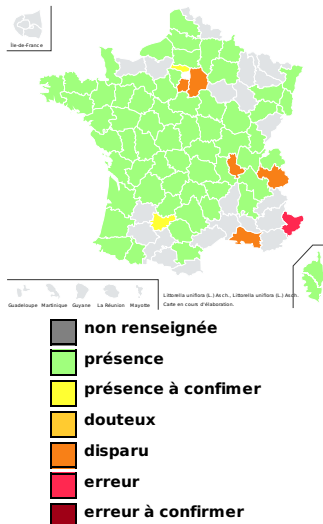 Île-de-France
Guadeloupe Martinique Guyane La Réunion Mayotte
Littorella uniflora (L.) Asch., Littorella uniflora (L.) Asch.
Carte en cours d'élaboration.
non renseignée
présence
présence à confimer
douteux
disparu
erreur
erreur à confirmer